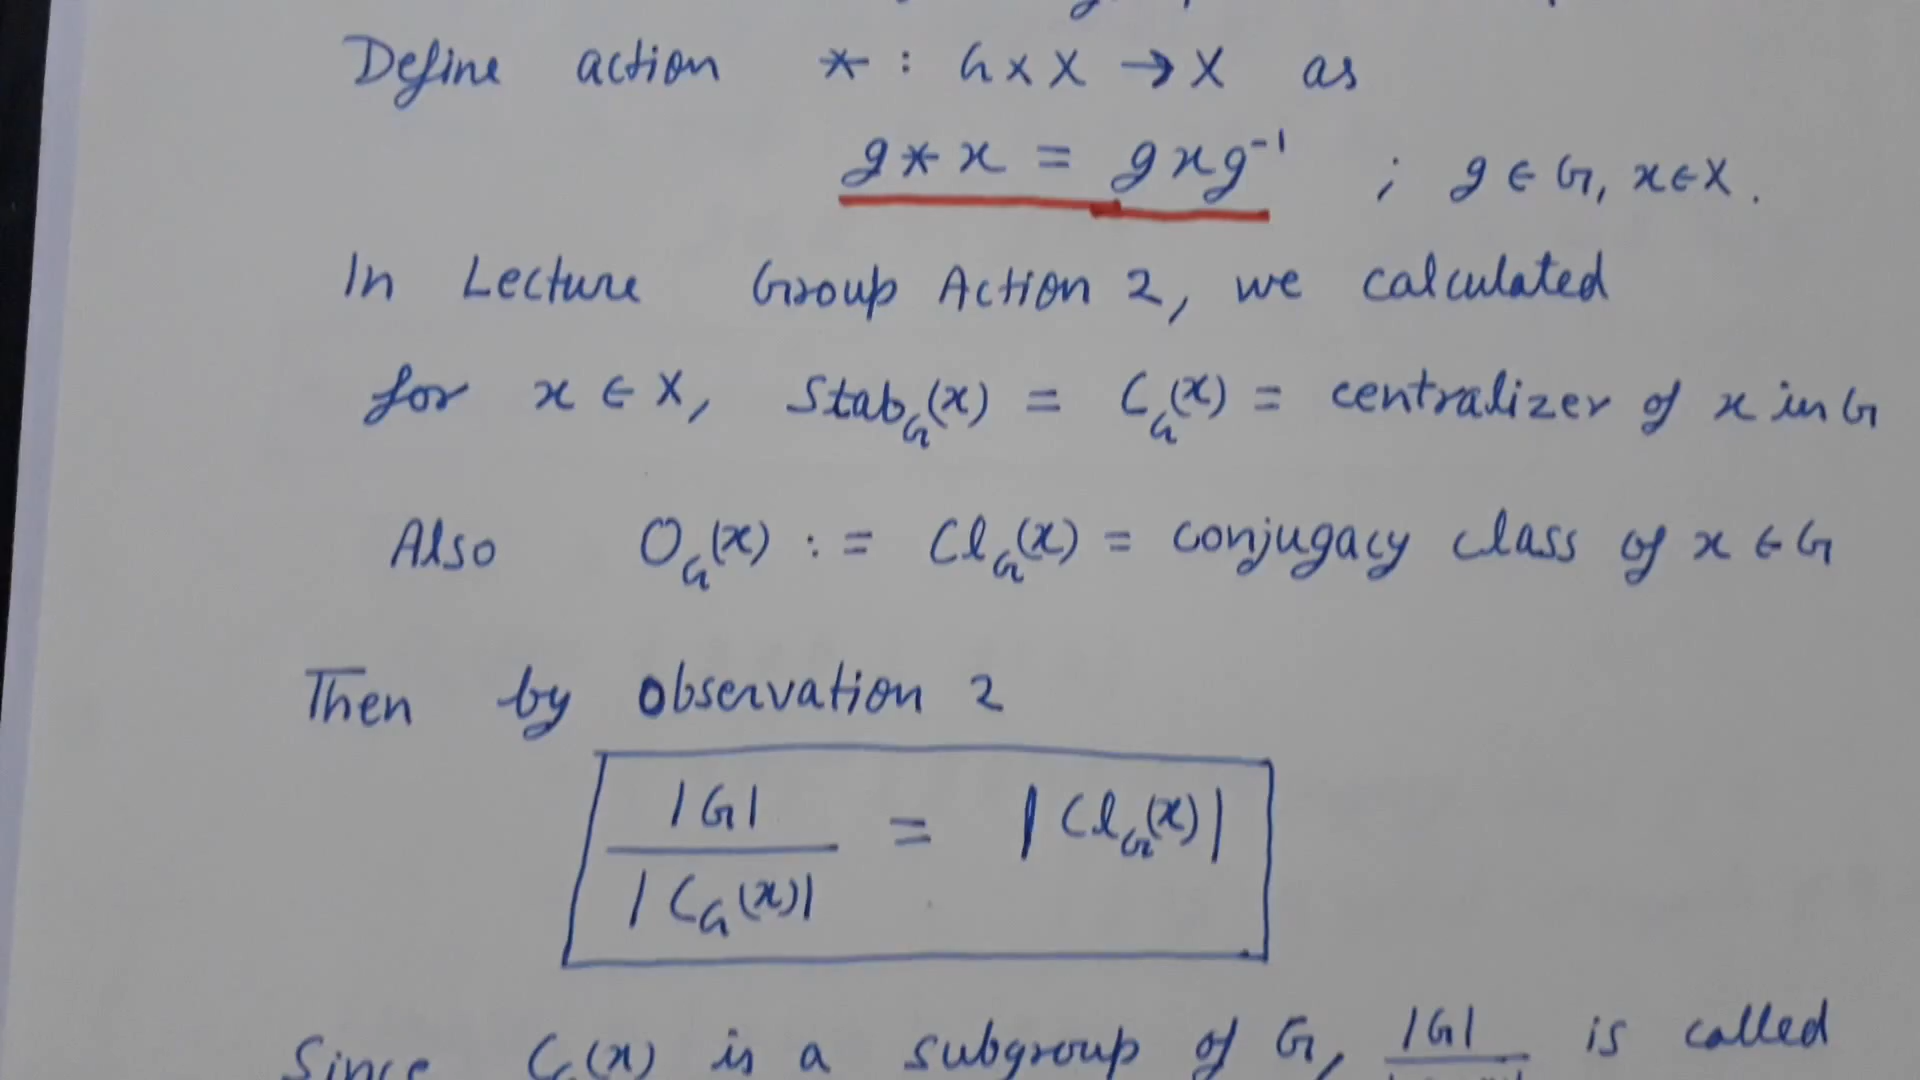 Define action * : G × X → X as
g * x = g x g⁻¹ ; g ∈ G, x ∈ X.
In Lecture Group Action 2, we calculated
for x ∈ X, Stab_G(x) = C_G(x) = centralizer of x in G
Also O_G(x) := Cl_G(x) = conjugacy class of x ∈ G
Then by observation 2
|G| / |C_G(x)| = |Cl_G(x)|
Since C_G(x) is a subgroup of G, |G| is called